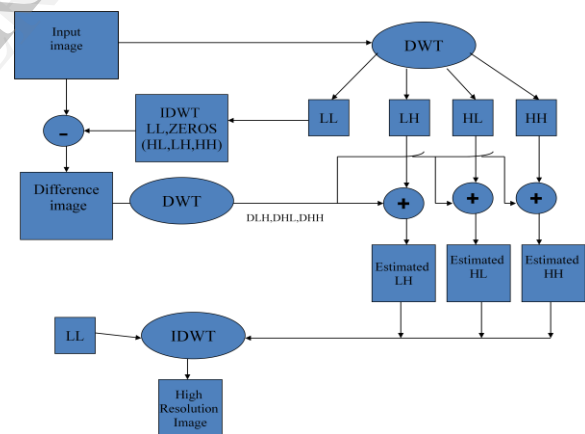 Input
image
DWT
LL
LH
HL
HH
IDWT
LL,ZEROS
(HL,LH,HH)
-
Difference
image
DWT
DLH,DHL,DHH
+
+
+
Estimated
LH
Estimated
HL
Estimated
HH
LL
IDWT
High
Resolution
Image